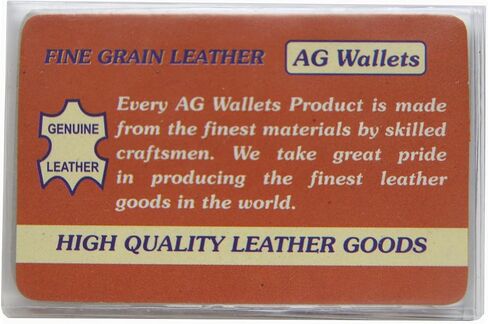 FINE GRAIN LEATHER AG Wallets
GENUINE
LEATHER
Every AG Wallets Product is made
from the finest materials by skilled
craftsmen. We take great pride
in producing the finest leather
goods in the world.
HIGH QUALITY LEATHER GOODS